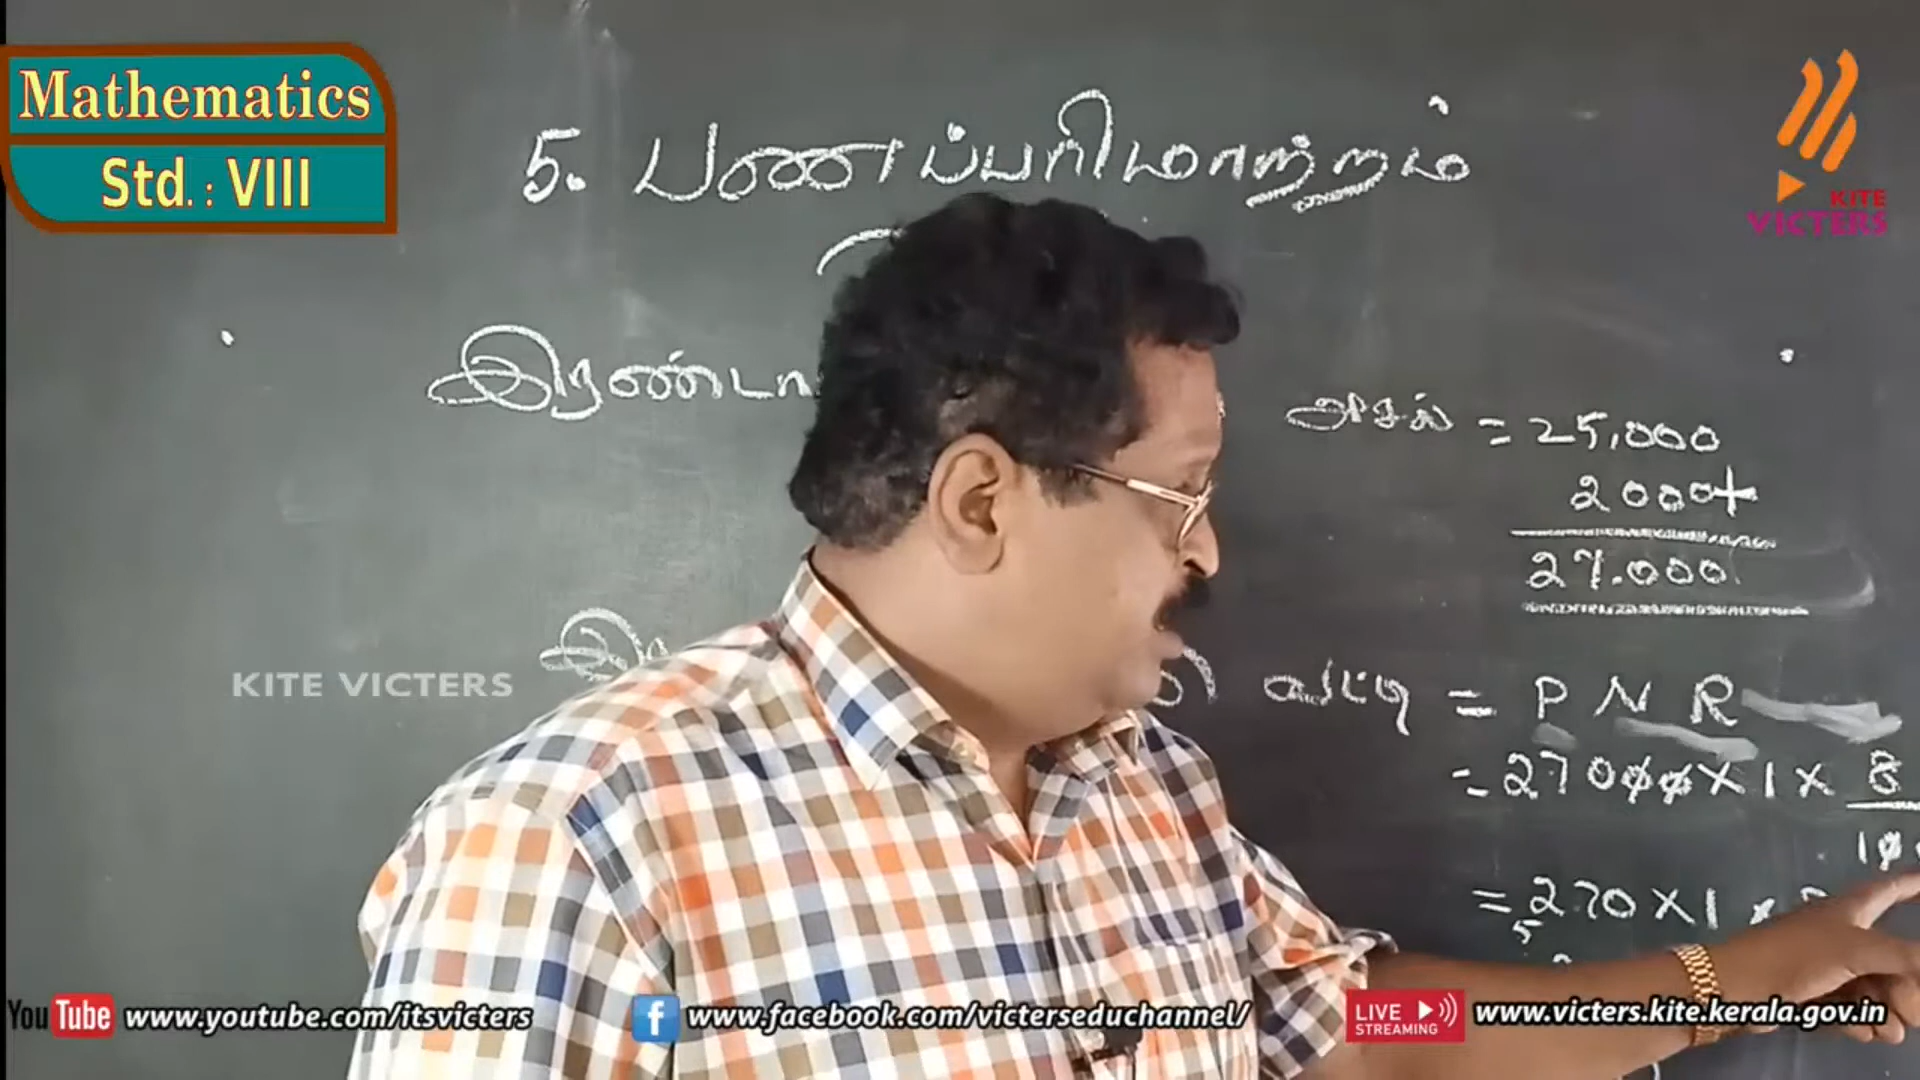 Mathematics
Std. : VIII
KITE
VICTERS
5. பணப்பரிமாற்றம்
அசல் = 25,000
2000+
27.000
KITE VICTERS
வட்டி = P N R
= 27000 X 1 X 8
100
= 270 X 1 x
YouTube www.youtube.com/itsvicters
f www.facebook.com/victerseduchannel/
LIVE STREAMING www.victers.kite.kerala.gov.in